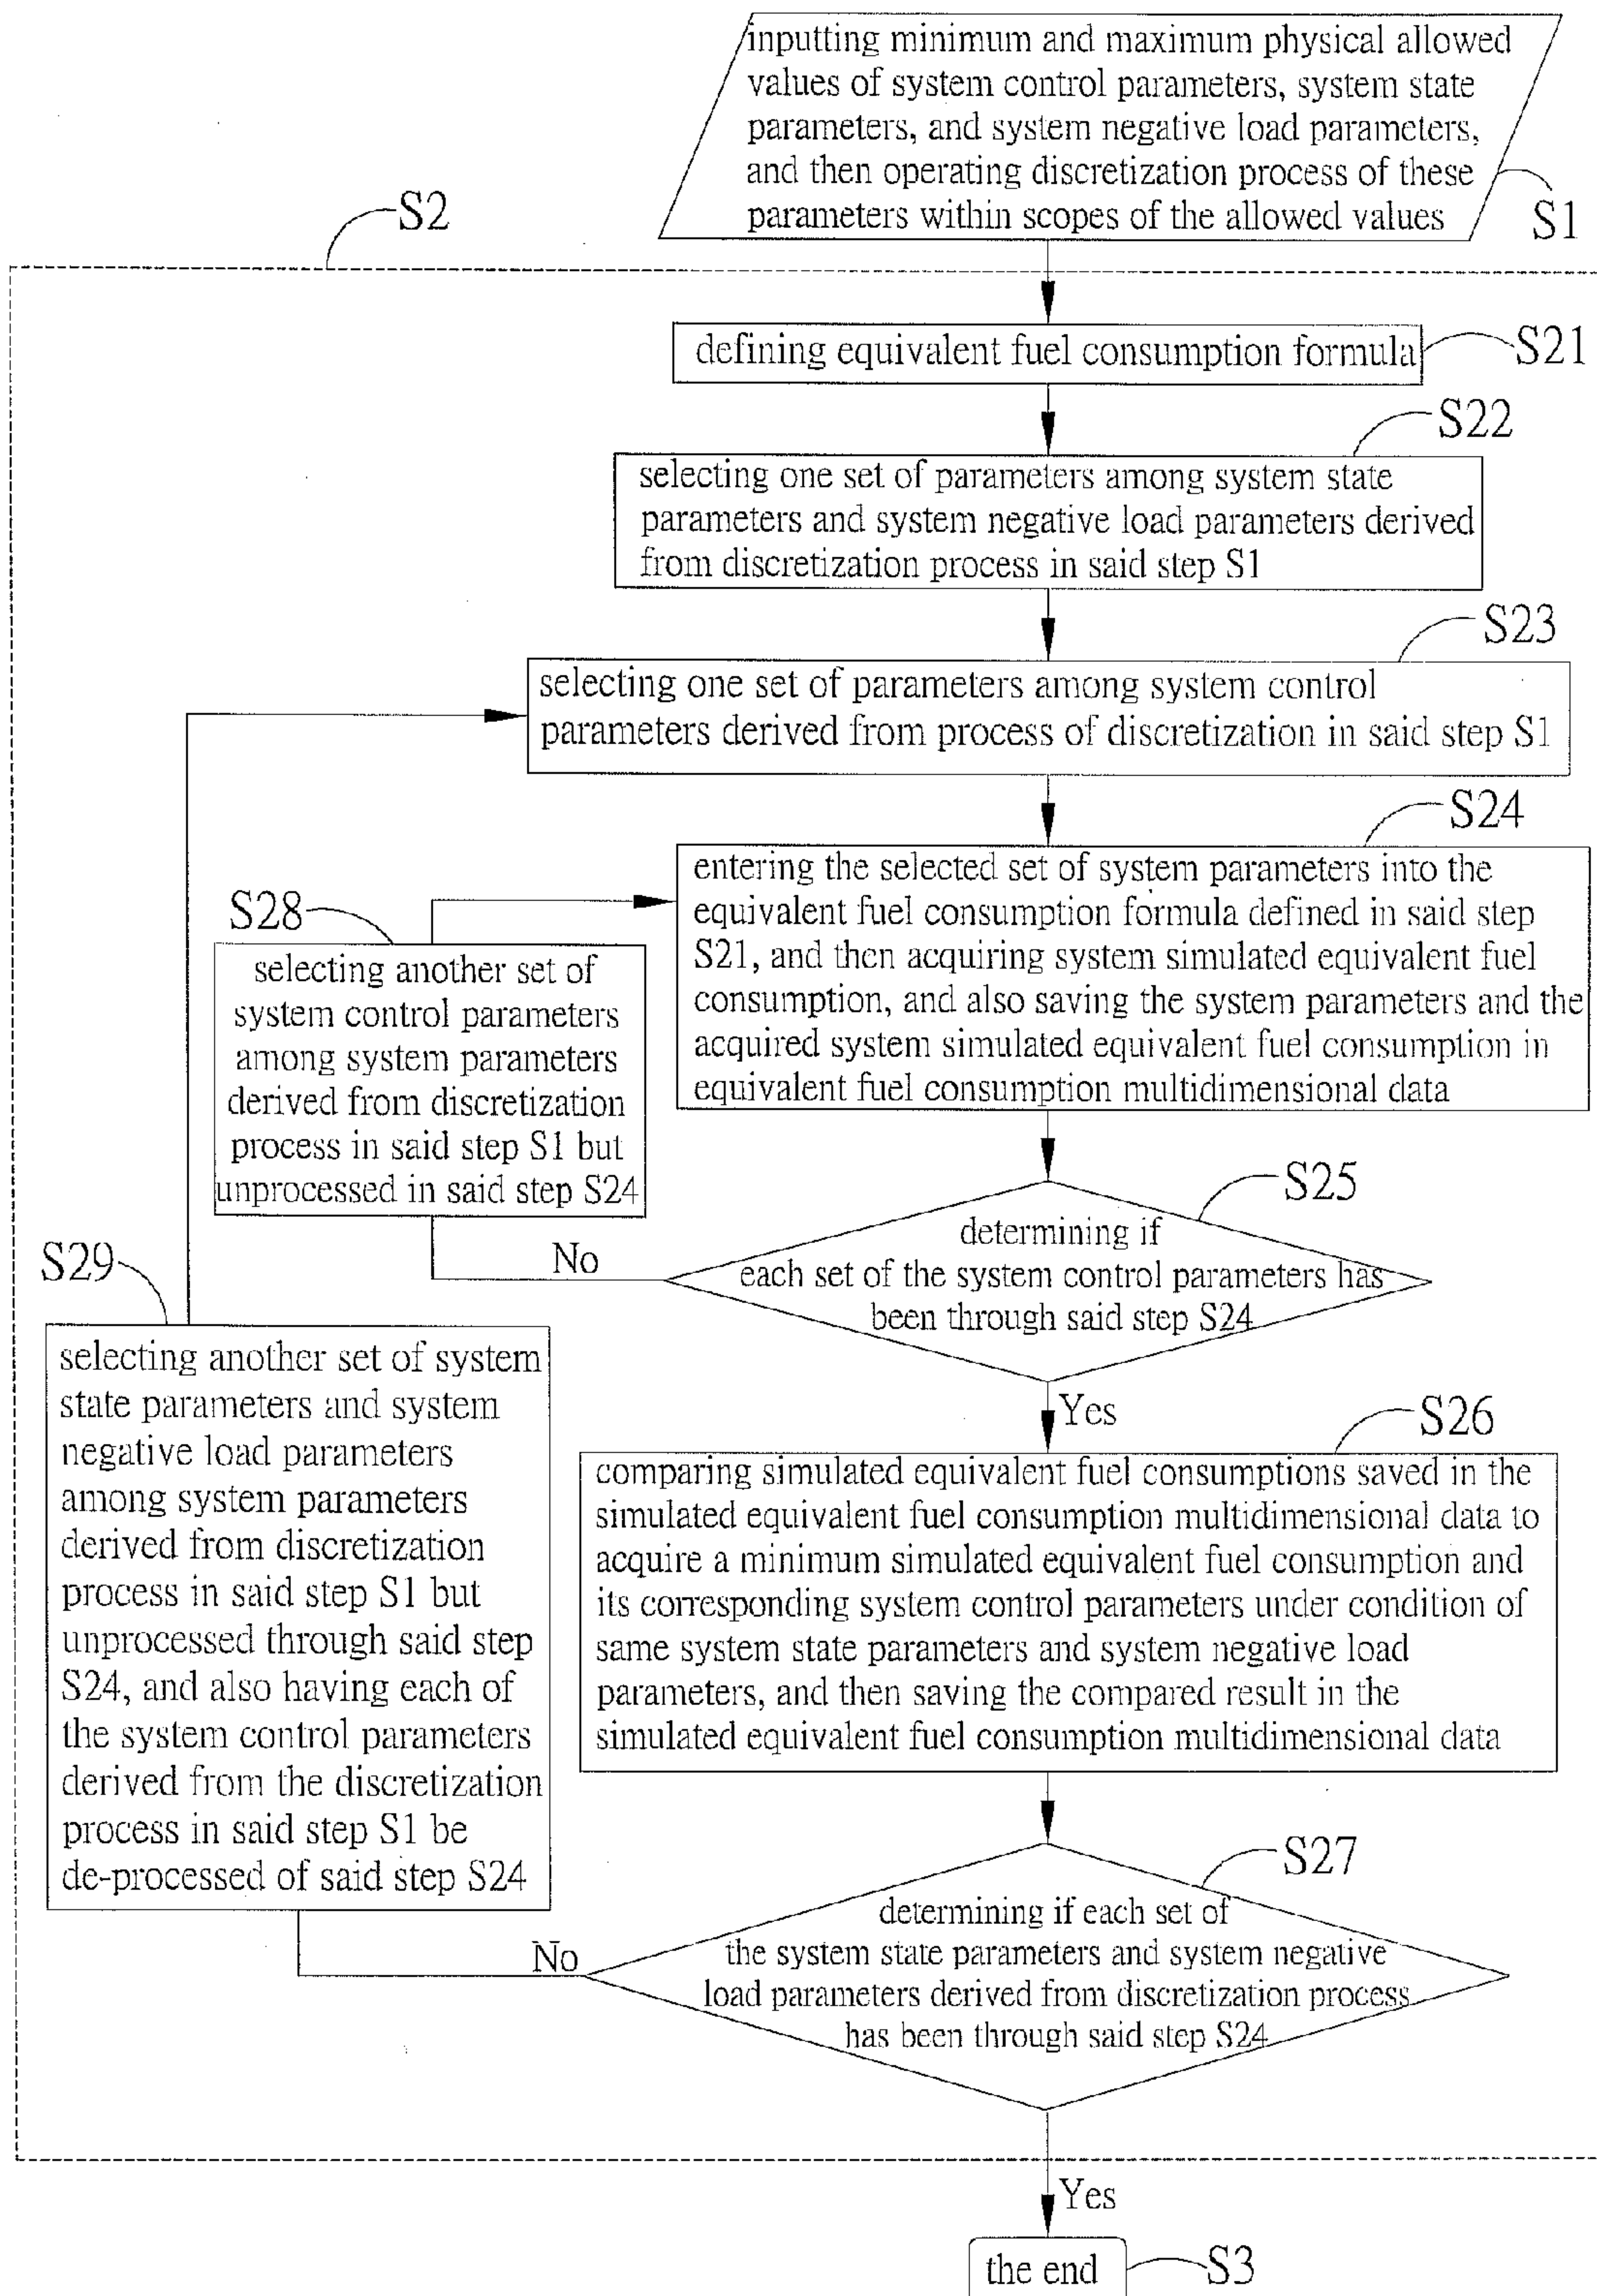 inputting minimum and maximum physical allowed
values of system control parameters, system state
parameters, and system negative load parameters,
and then operating discretization process of these
parameters within scopes of the allowed values
S1
S2
defining equivalent fuel consumption formula
S21
S22
selecting one set of parameters among system state
parameters and system negative load parameters derived
from discretization process in said step S1
S23
selecting one set of parameters among system control
parameters derived from process of discretization in said step S1
S24
entering the selected set of system parameters into the
equivalent fuel consumption formula defined in said step
S21, and then acquiring system simulated equivalent fuel
consumption, and also saving the system parameters and the
acquired system simulated equivalent fuel consumption in
equivalent fuel consumption multidimensional data
S28
selecting another set of
system control parameters
among system parameters
derived from discretization
process in said step S1 but
unprocessed in said step S24
S25
determining if
each set of the system control parameters has
been through said step S24
No
Yes
S29
selecting another set of system
state parameters and system
negative load parameters
among system parameters
derived from discretization
process in said step S1 but
unprocessed through said step
S24, and also having each of
the system control parameters
derived from the discretization
process in said step S1 be
de-processed of said step S24
S26
comparing simulated equivalent fuel consumptions saved in the
simulated equivalent fuel consumption multidimensional data to
acquire a minimum simulated equivalent fuel consumption and
its corresponding system control parameters under condition of
same system state parameters and system negative load
parameters, and then saving the compared result in the
simulated equivalent fuel consumption multidimensional data
S27
determining if each set of
the system state parameters and system negative
load parameters derived from discretization process
has been through said step S24
No
Yes
the end
S3